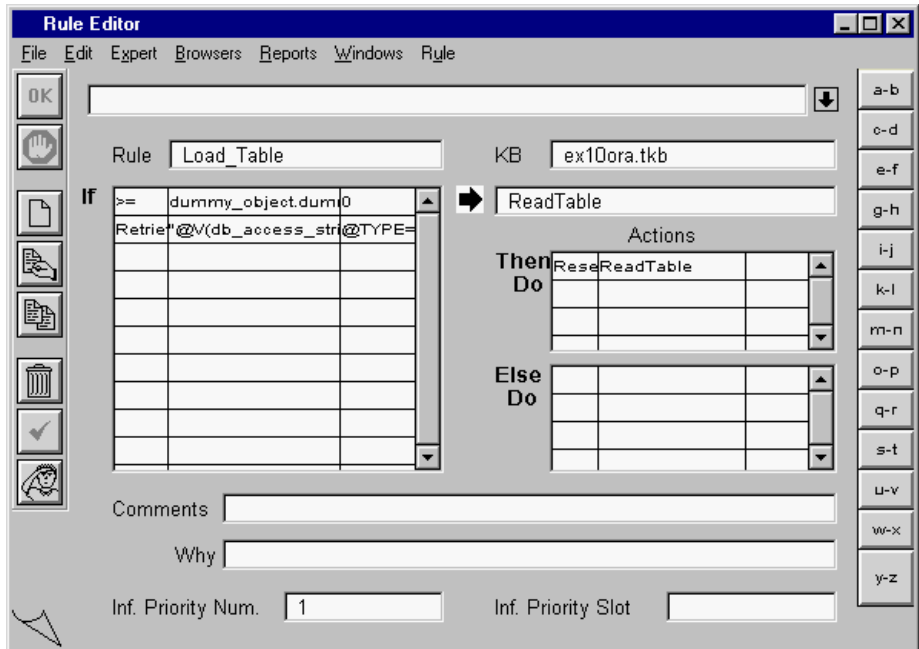 Rule Editor
File Edit Expert Browsers Reports Windows Rule
OK
Rule Load_Table KB ex10ora.tkb
If
>= dummy_object.dum 0
Retrie "@V(db_access_stri @TYPE=
ReadTable
Actions
Then Do
Rese ReadTable
Else Do
Comments
Why
Inf. Priority Num. 1 Inf. Priority Slot
a-b
c-d
e-f
g-h
i-j
k-l
m-n
o-p
q-r
s-t
u-v
w-x
y-z